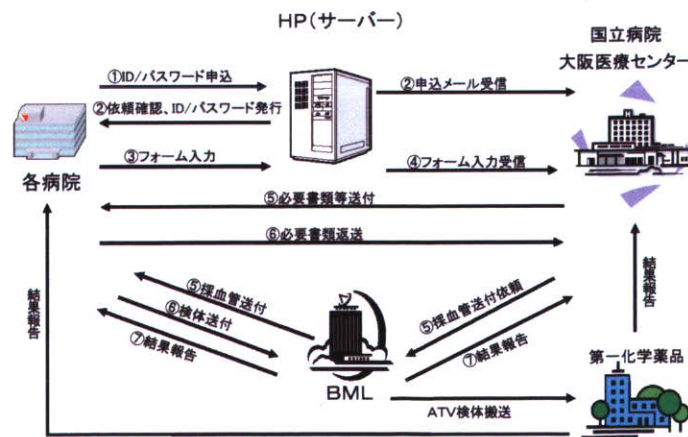 HP(サーバー)
国立病院
大阪医療センター
①ID/パスワード申込
②申込メール受信
②依頼確認、ID/パスワード発行
③フォーム入力
④フォーム入力受信
各病院
⑤必要書類等送付
⑥必要書類返送
⑤採血管送付
⑥検体送付
⑦結果報告
⑤採血管送付依頼
⑦結果報告
結果報告
結果報告
第一化学薬品
BML
ATV検体搬送